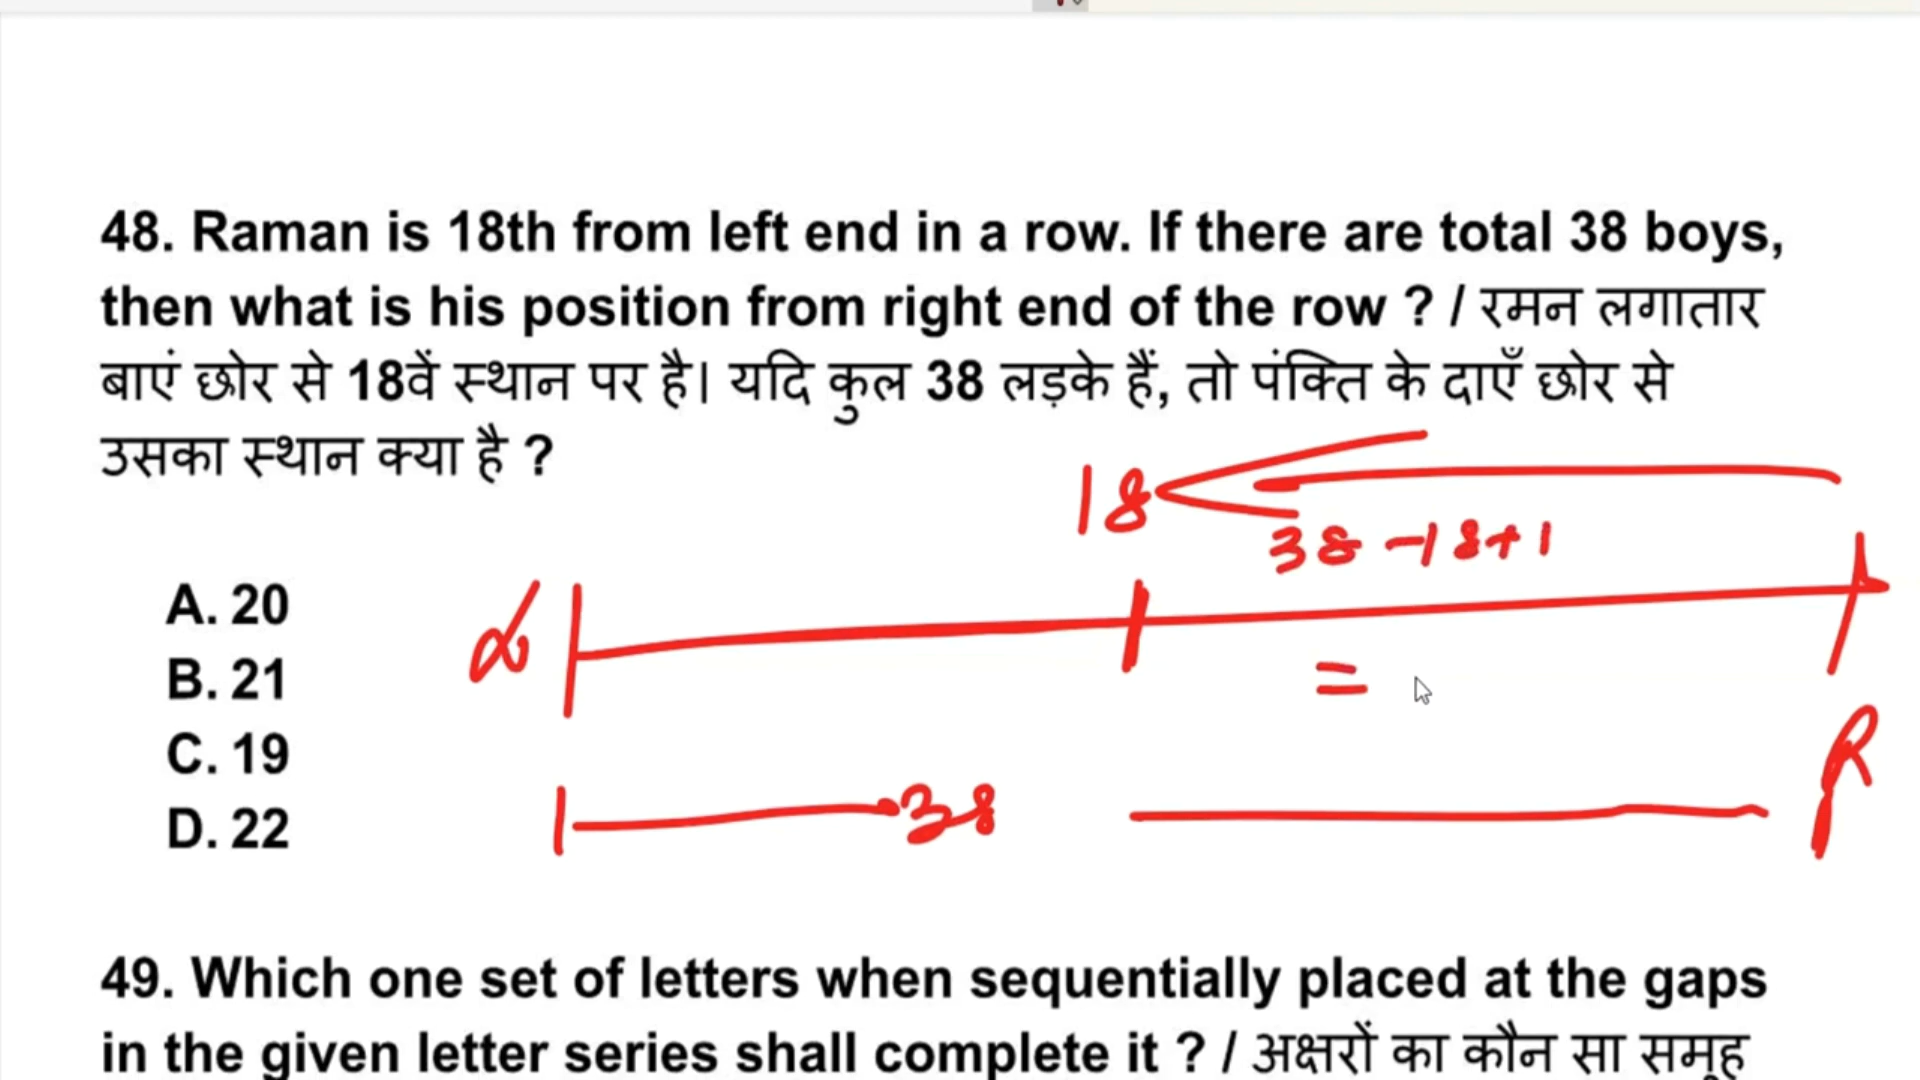 48. Raman is 18th from left end in a row. If there are total 38 boys,
then what is his position from right end of the row ? / रमन लगातार
बाएं छोर से 18वें स्थान पर है। यदि कुल 38 लड़के हैं, तो पंक्ति के दाएँ छोर से
उसका स्थान क्या है ?
18
38 -18+1
A. 20
L
B. 21
=
C. 19
R
D. 22
38
49. Which one set of letters when sequentially placed at the gaps
in the given letter series shall complete it ? / अक्षरों का कौन सा समूह